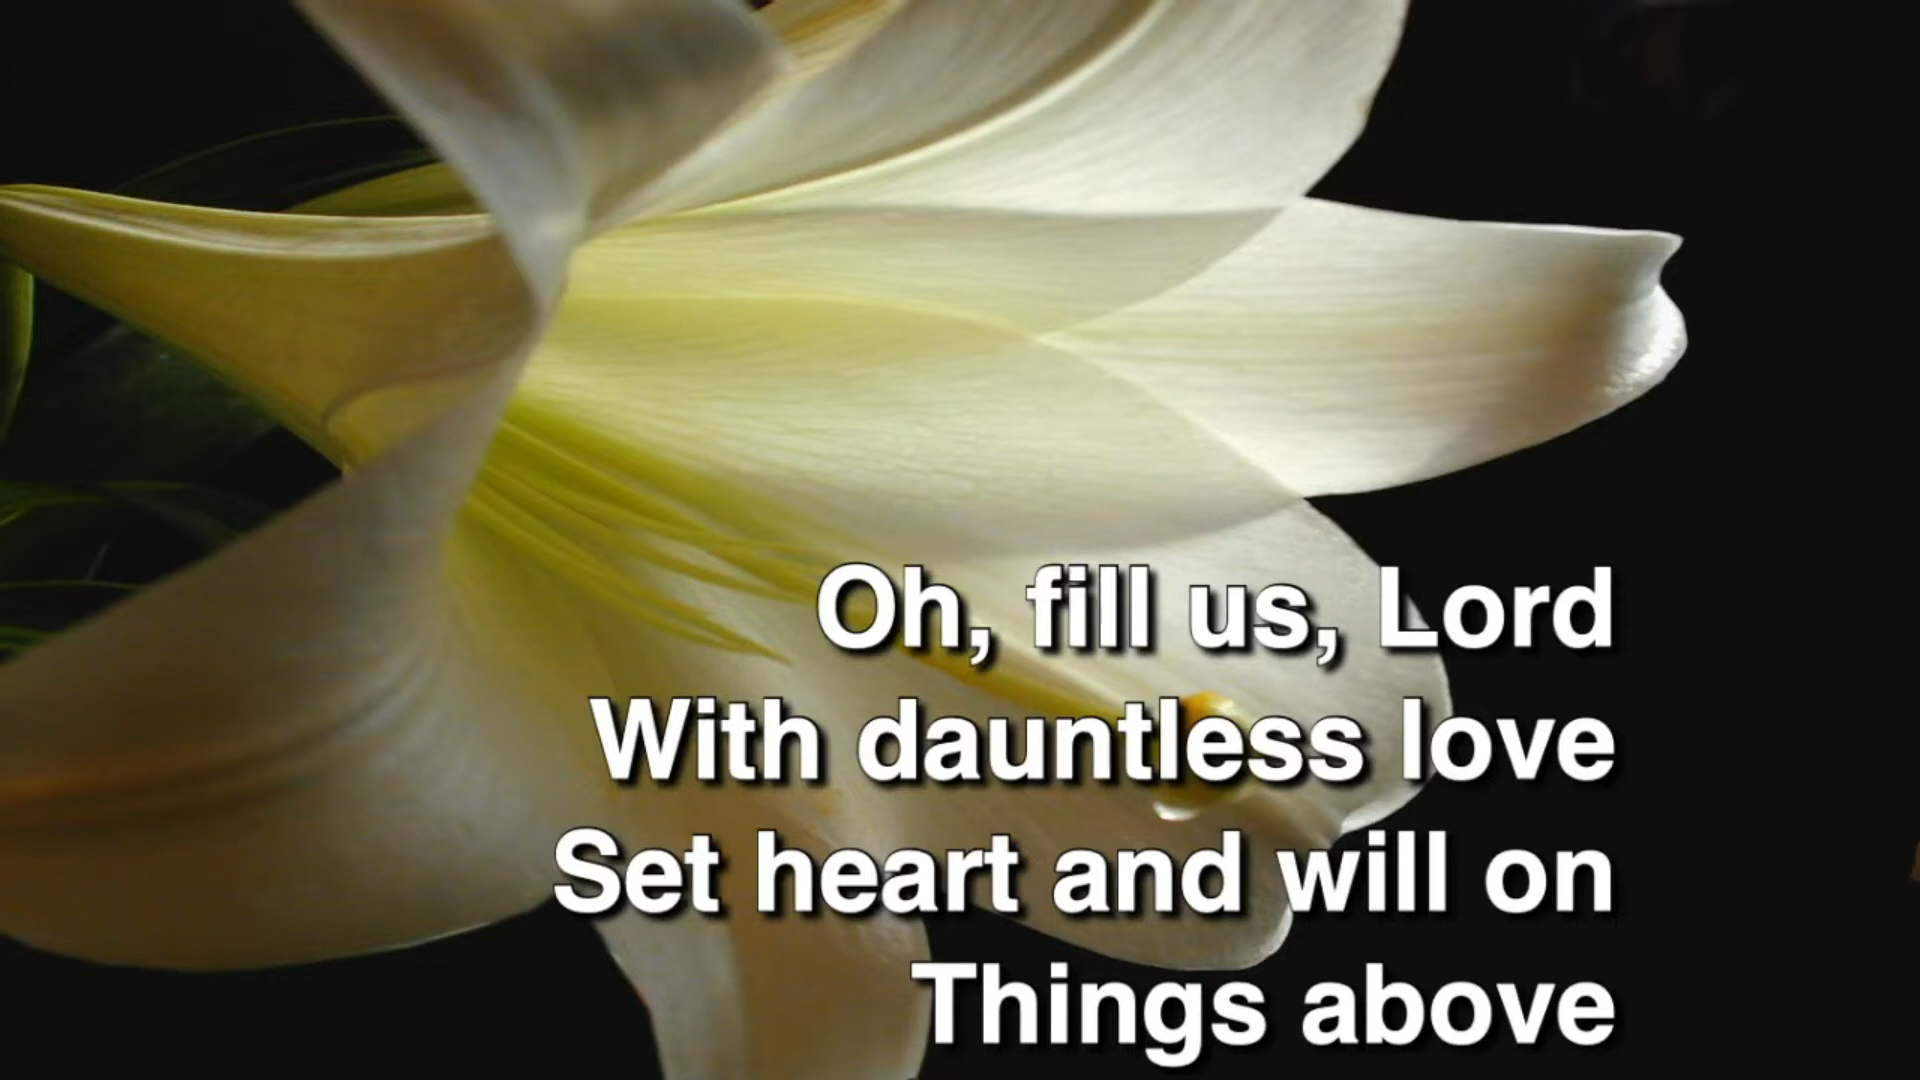 Oh, fill us, Lord
With dauntless love
Set heart and will on
Things above